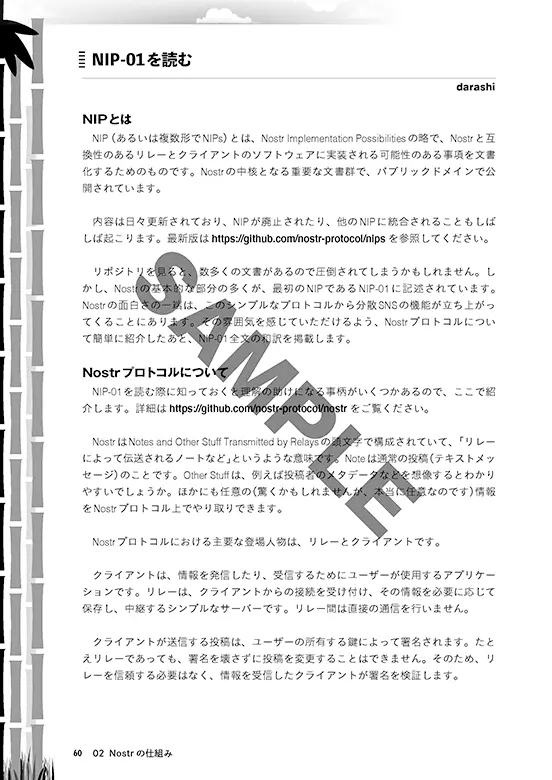 NIP-01を読む
darashi
NIPとは
NIP（あるいは複数形でNIPs）とは、Nostr Implementation Possibilitiesの略で、Nostrと互
換性のあるリレーとクライアントのソフトウェアに実装される可能性のある事項を文書
化するためのものです。Nostrの中核となる重要な文書群で、パブリックドメインで公
開されています。
内容は日々更新されており、NIPが廃止されたり、他のNIPに統合されることもしば
しば起こります。最新版は https://github.com/nostr-protocol/nips を参照してください。
リポジトリを見ると、数多くの文書があるので圧倒されてしまうかもしれません。し
かし、Nostrの基本的な部分の多くが、最初のNIPであるNIP-01に記述されています。
Nostrの面白さの一端は、このシンプルなプロトコルから分散SNSの機能が立ち上がっ
てくることにあります。その雰囲気を感じていただけるよう、Nostrプロトコルについ
て簡単に紹介したあと、NIP-01全文の和訳を掲載します。
Nostrプロトコルについて
NIP-01を読む際に知っておくと理解の助けになる事柄がいくつかあるので、ここで紹
介します。詳細は https://github.com/nostr-protocol/nostr をご覧ください。
NostrはNotes and Other Stuff Transmitted by Relaysの頭文字で構成されていて、「リレー
によって伝送されるノートなど」というような意味です。Noteは通常の投稿（テキストメッ
セージ）のことです。Other Stuffは、例えば投稿者のメタデータなどを想像するとわかり
やすいでしょうか。ほかにも任意の（驚くかもしれませんが、本当に任意なのです）情報
をNostrプロトコル上でやり取りできます。
Nostrプロトコルにおける主要な登場人物は、リレーとクライアントです。
クライアントは、情報を発信したり、受信するためにユーザーが使用するアプリケー
ションです。リレーは、クライアントからの接続を受け付け、その情報を必要に応じて
保存し、中継するシンプルなサーバーです。リレー間は直接の通信を行いません。
クライアントが送信する投稿は、ユーザーの所有する鍵によって署名されます。たと
えリレーであっても、署名を壊さずに投稿を変更することはできません。そのため、リ
レーを信頼する必要はなく、情報を受信したクライアントが署名を検証します。
SAMPLE
60 02 Nostrの仕組み